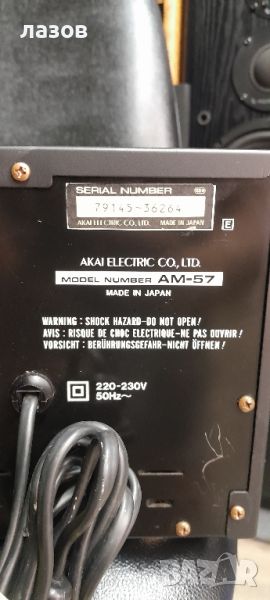 лазов
SERIAL NUMBER
79145-36264
AKAI ELECTRIC CO., LTD. MADE IN JAPAN
E
AKAI ELECTRIC CO., LTD.
MODEL NUMBER AM-57
MADE IN JAPAN
WARNING : SHOCK HAZARD-DO NOT OPEN!
AVIS : RISQUE DE CHOC ELECTRIQUE-NE PAS OUVRIR!
VORSICHT : BERÜHRUNGSGEFAHR-NICHT ÖFFNEN!
220-230V
50Hz~
bazar